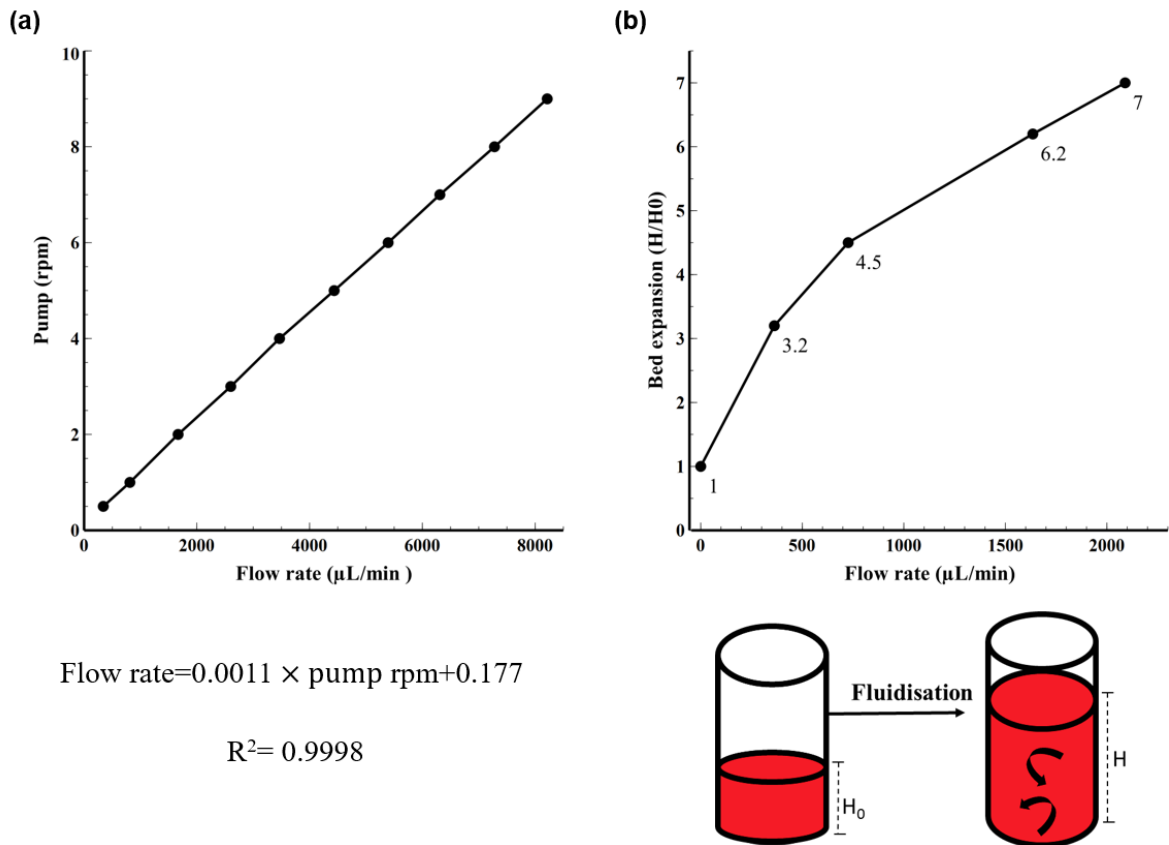 (a)
10
8
6
4
2
0
Pump (rpm)
0 2000 4000 6000 8000
Flow rate (µL/min )
Flow rate=0.0011 × pump rpm+0.177
R²= 0.9998
(b)
7
6
5
4
3
2
1
0
Bed expansion (H/H0)
1
3.2
4.5
6.2
7
0 500 1000 1500 2000
Flow rate (µL/min)
Fluidisation
H₀
H